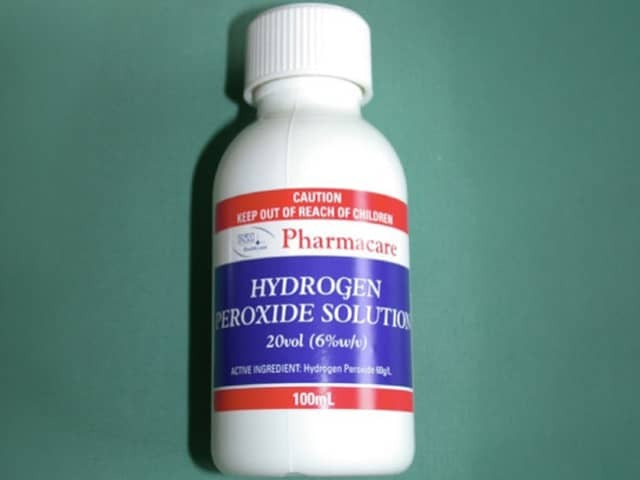 CAUTION
KEEP OUT OF REACH OF CHILDREN
Pharmacare
HYDROGEN
PEROXIDE SOLUTION
20vol (6%w/v)
ACTIVE INGREDIENT: Hydrogen Peroxide 60g/L
100mL